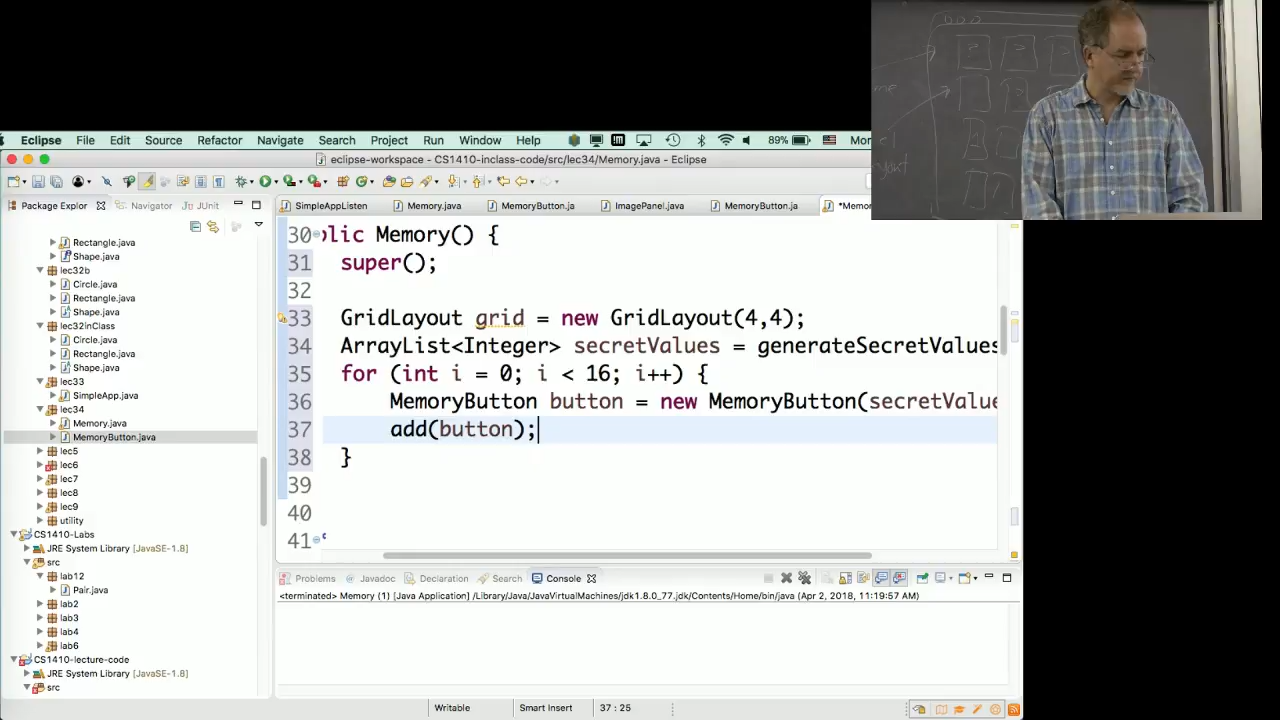 Eclipse File Edit Source Refactor Navigate Search Project Run Window Help 89% Mo
eclipse-workspace - CS1410-inclass-code/src/lec34/Memory.java - Eclipse
Package Explor Navigator JUnit
SimpleAppListen Memory.java MemoryButton.ja ImagePanel.java MemoryButton.ja *Memor
Rectangle.java
Shape.java
lec32b
Circle.java
Rectangle.java
Shape.java
lec32inClass
Circle.java
Rectangle.java
Shape.java
lec33
SimpleApp.java
lec34
Memory.java
MemoryButton.java
lec5
lec6
lec7
lec8
lec9
utility
CS1410-Labs
JRE System Library [JavaSE-1.8]
src
lab12
Pair.java
lab2
lab3
lab4
lab6
CS1410-lecture-code
JRE System Library [JavaSE-1.8]
src
30 lic Memory() {
31 super();
32
33 GridLayout grid = new GridLayout(4,4);
34 ArrayList<Integer> secretValues = generateSecretValues
35 for (int i = 0; i < 16; i++) {
36 MemoryButton button = new MemoryButton(secretValue
37 add(button);
38 }
39
40
41
Problems Javadoc Declaration Search Console
<terminated> Memory (1) [Java Application] /Library/Java/JavaVirtualMachines/jdk1.8.0_77.jdk/Contents/Home/bin/java (Apr 2, 2018, 11:19:57 AM)
Writable Smart Insert 37 : 25